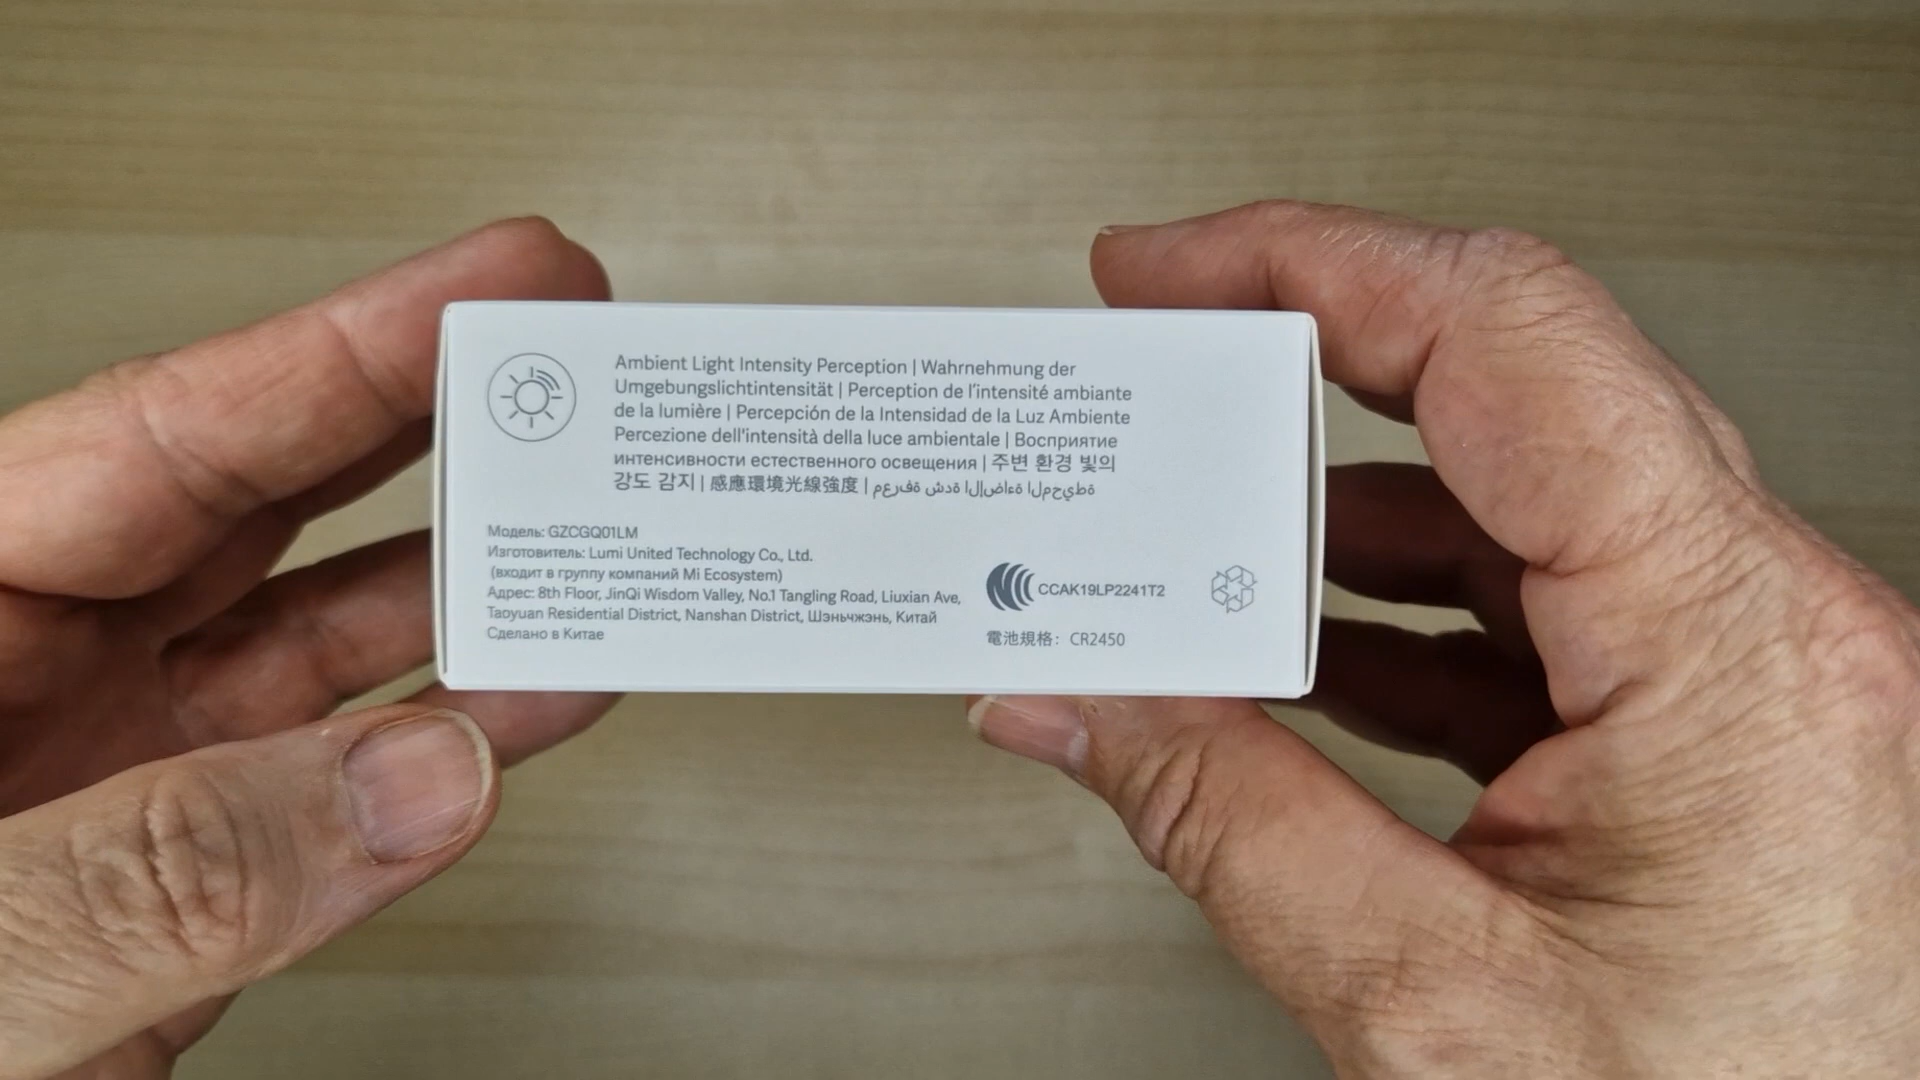 Ambient Light Intensity Perception | Wahrnehmung der
Umgebungslichtintensität | Perception de l'intensité ambiante
de la lumière | Percepción de la Intensidad de la Luz Ambiente
Percezione dell'intensità della luce ambientale | Восприятие
интенсивности естественного освещения | 주변 환경 빛의
강도 감지 | 感應環境光線強度 | معرفة شدة الإضاءة المحيطة
Модель: GZCGQ01LM
Изготовитель: Lumi United Technology Co., Ltd.
(входит в группу компаний Mi Ecosystem)
Адрес: 8th Floor, JinQi Wisdom Valley, No.1 Tangling Road, Liuxian Ave,
Taoyuan Residential District, Nanshan District, Шэньчжэнь, Китай
Сделано в Китае
CCAK19LP2241T2
電池規格：CR2450